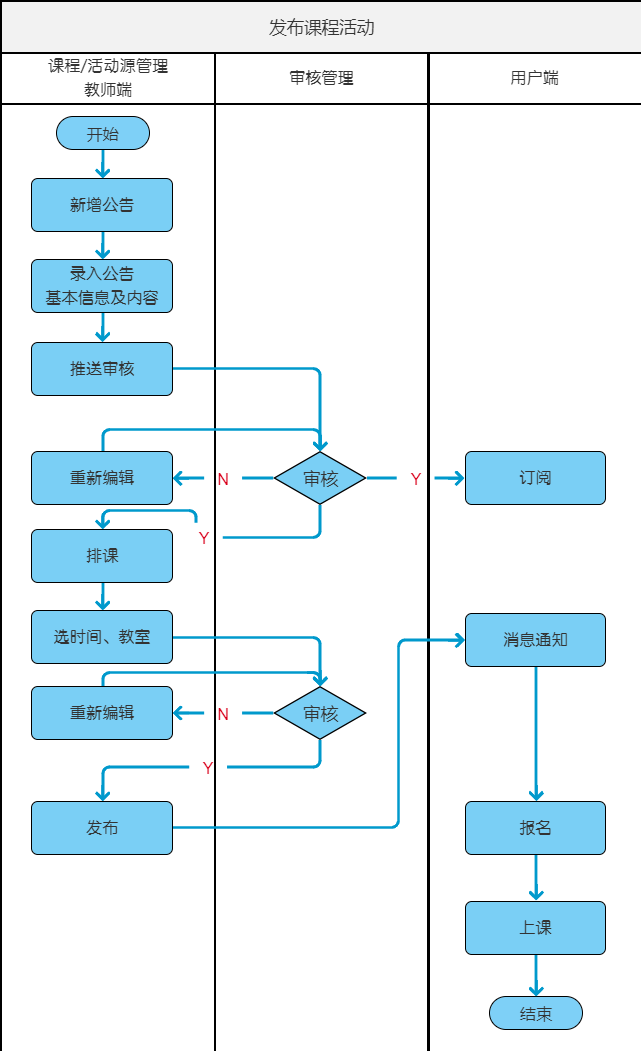 发布课程活动
课程/活动源管理
教师端
审核管理
用户端
开始
新增公告
录入公告
基本信息及内容
推送审核
重新编辑
N
审核
Y
订阅
Y
排课
选时间、教室
消息通知
重新编辑
N
审核
Y
发布
报名
上课
结束